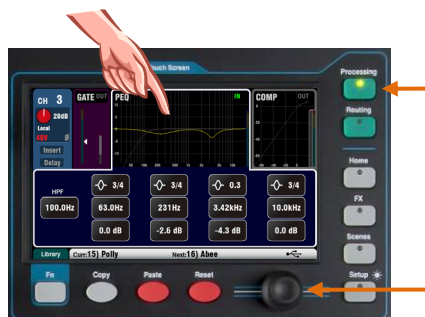 Touch Screen
Processing
CH 3
GATE OUT
PEQ
IN
COMP
OUT
28dB
Local
48V Ø
Insert
Delay
Routing
Home
HPF
3/4
3/4
0.3
3/4
100.0Hz
63.0Hz
231Hz
3.42kHz
10.0kHz
0.0 dB
-2.6 dB
-4.3 dB
0.0 dB
FX
Scenes
Library
Curr:15) Polly
Next:16) Abee
Fn
Copy
Paste
Reset
Setup